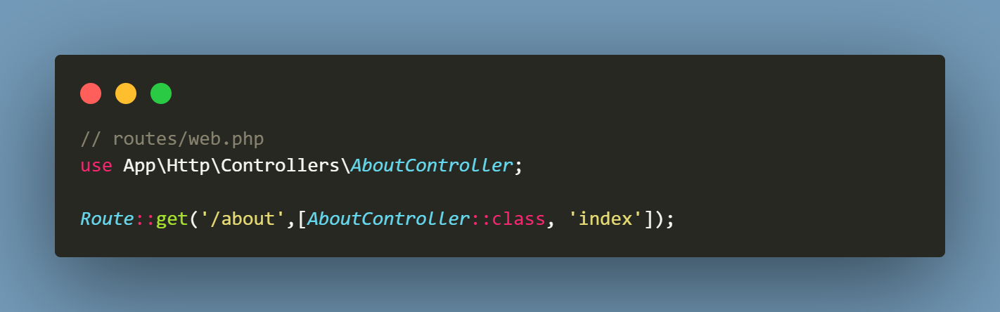 // routes/web.php
use App\Http\Controllers\AboutController;
Route::get('/about',[AboutController::class, 'index']);